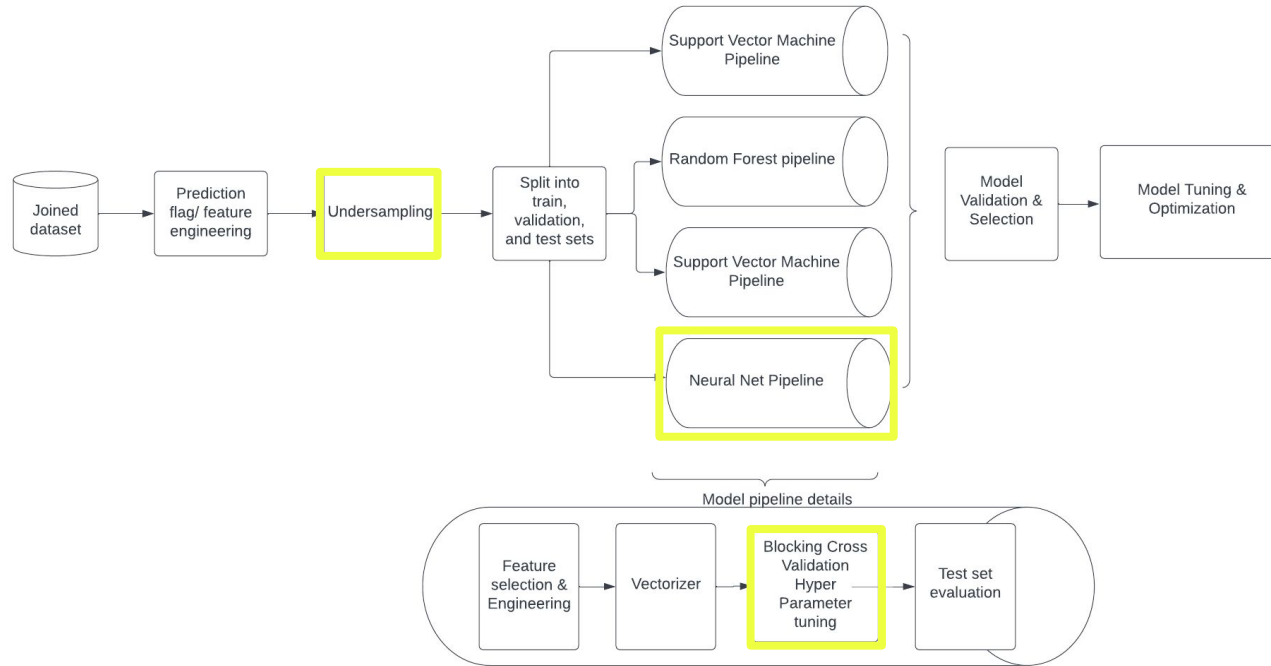 Joined
dataset
Prediction
flag/ feature
engineering
Undersampling
Split into
train,
validation,
and test sets
Support Vector Machine
Pipeline
Random Forest pipeline
Support Vector Machine
Pipeline
Neural Net Pipeline
Model
Validation &
Selection
Model Tuning &
Optimization
Model pipeline details
Feature
selection &
Engineering
Vectorizer
Blocking Cross
Validation
Hyper
Parameter
tuning
Test set
evaluation